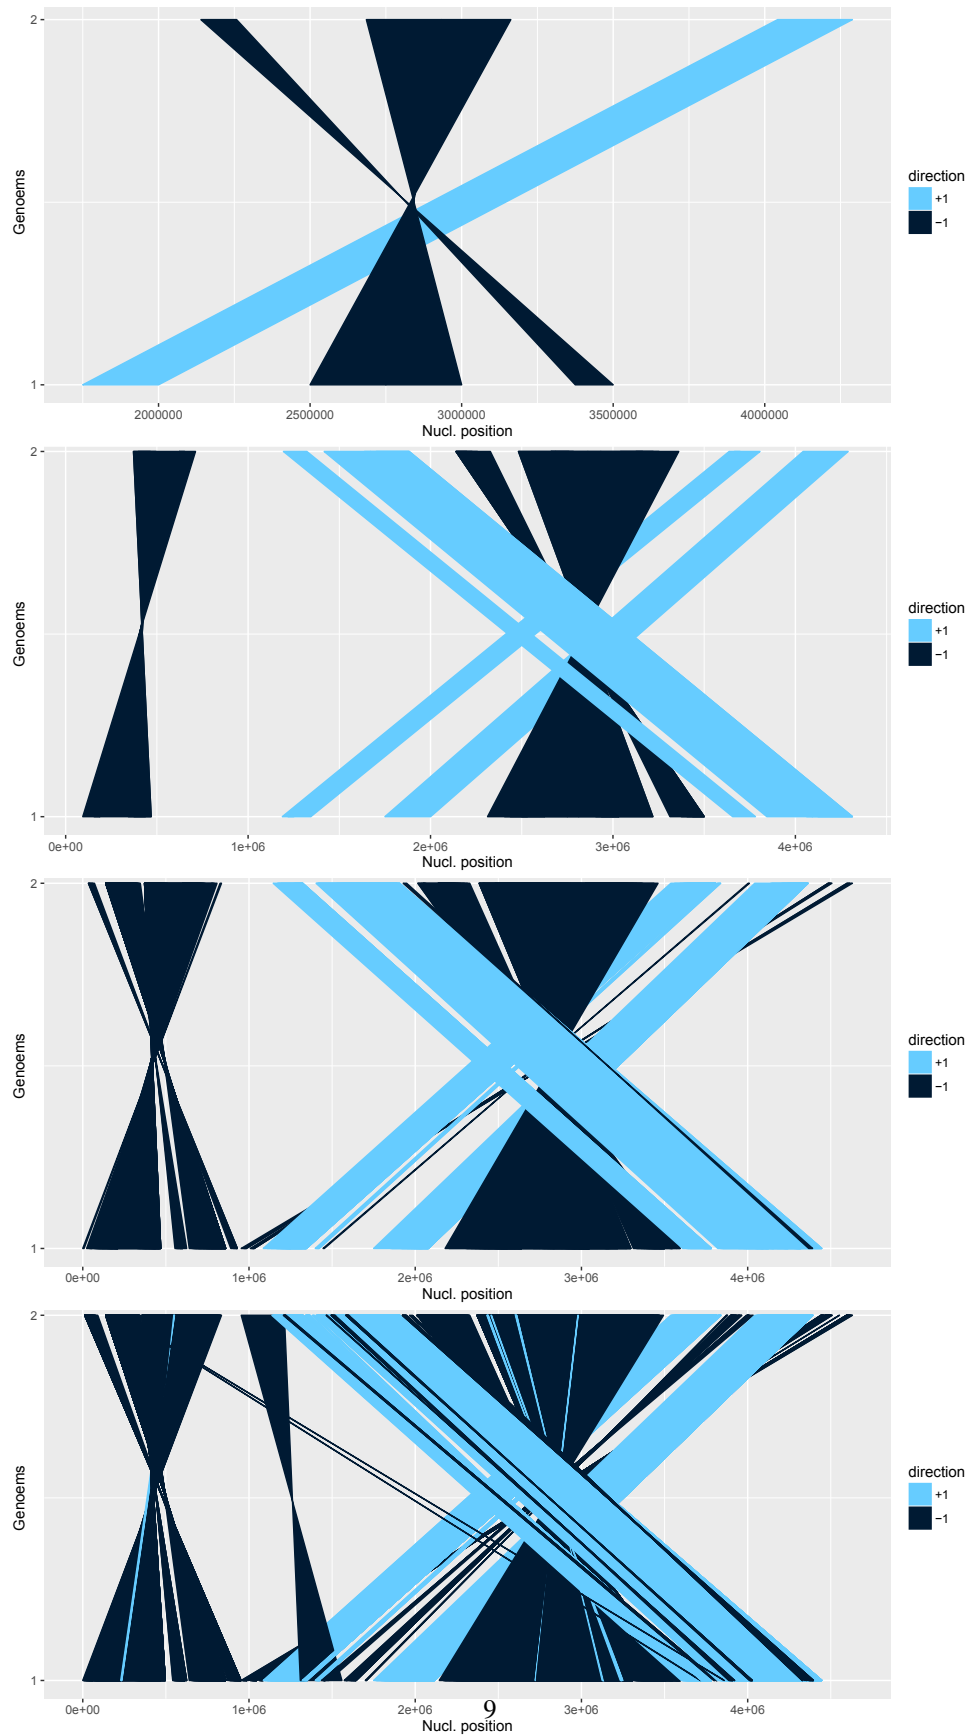 2
Genoems
1
2000000 2500000 3000000 3500000 4000000
Nucl. position
direction
+1
−1
2
Genoems
1
0e+00 1e+06 2e+06 3e+06 4e+06
Nucl. position
direction
+1
−1
2
Genoems
1
0e+00 1e+06 2e+06 3e+06 4e+06
Nucl. position
direction
+1
−1
2
Genoems
1
0e+00 1e+06 2e+06 3e+06 4e+06
Nucl. position
direction
+1
−1
9